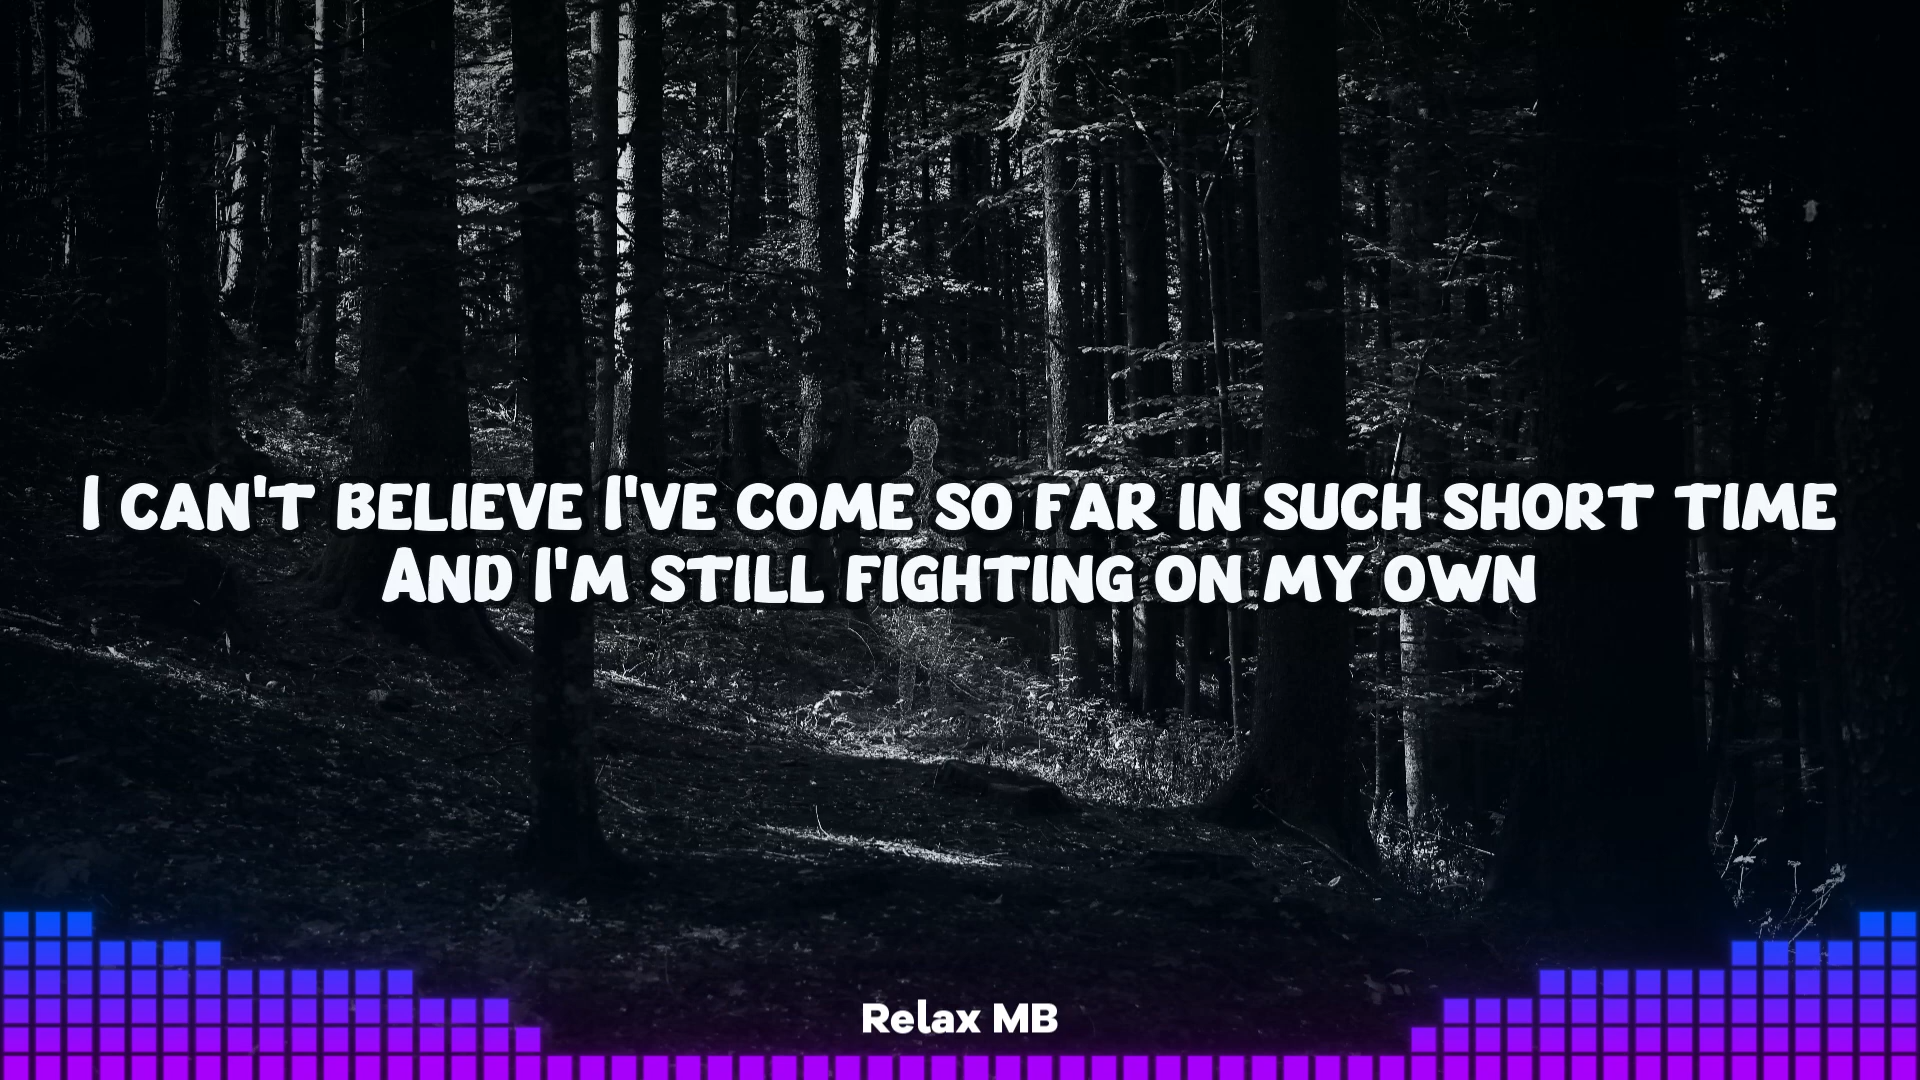 I can't believe I've come so far in such short time
And I'm still fighting on my own
Relax MB